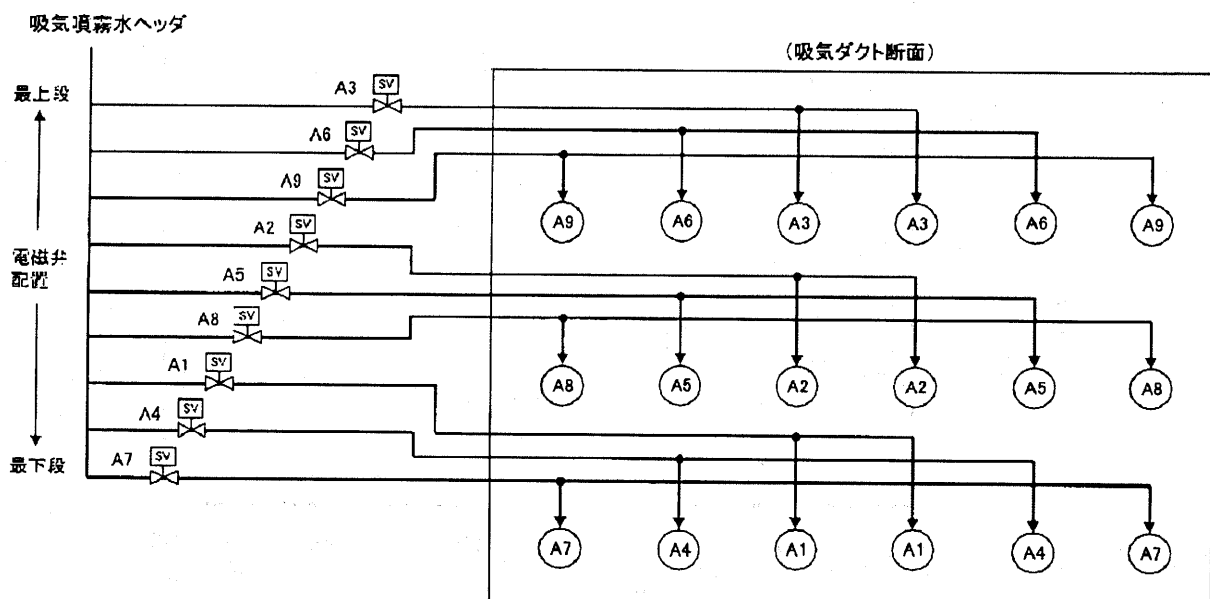 吸気噴霧水ヘッダ
(吸気ダクト断面)
最上段
電磁弁
配置
最下段
A3 SV
A6 SV
A9 SV
A2 SV
A5 SV
A8 SV
A1 SV
A4 SV
A7 SV
A9 A6 A3 A3 A6 A9
A8 A5 A2 A2 A5 A8
A7 A4 A1 A1 A4 A7